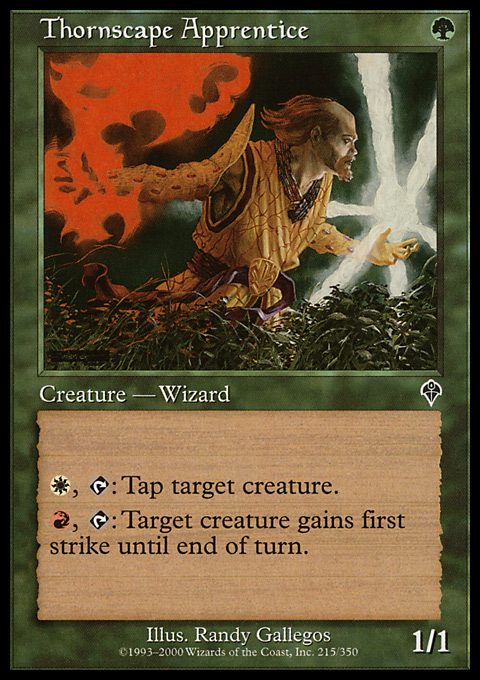 Thornscape Apprentice
Creature — Wizard
, : Tap target creature.
, : Target creature gains first
strike until end of turn.
Illus. Randy Gallegos
©1993–2000 Wizards of the Coast, Inc. 215/350
1/1